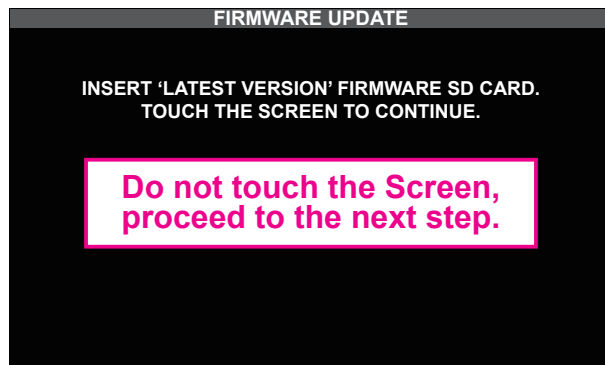 FIRMWARE UPDATE
INSERT ‘LATEST VERSION’ FIRMWARE SD CARD.
TOUCH THE SCREEN TO CONTINUE.
Do not touch the Screen,
proceed to the next step.